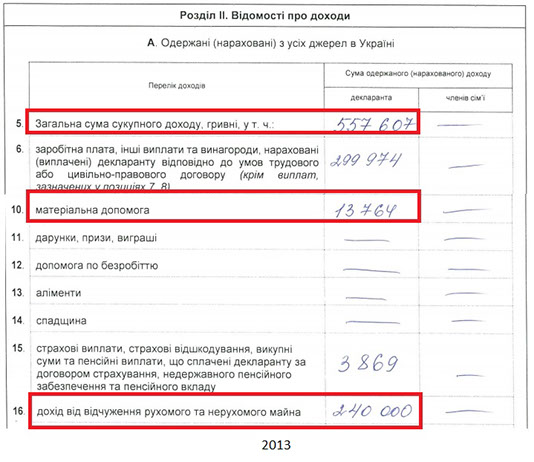 Розділ II. Відомості про доходи
А. Одержані (нараховані) з усіх джерел в Україні
Перелік доходів
Сума одержаного (нарахованого) доходу
декларанта
членів сім'ї
5. Загальна сума сукупного доходу, гривні, у т. ч.: 557 607 —
6. заробітна плата, інші виплати та винагороди, нараховані 299 974 —
(виплачені) декларанту відповідно до умов трудового
або цивільно-правового договору (крім виплат,
зазначених у позиціях 7, 8)
10. матеріальна допомога 13 764 —
11. дарунки, призи, виграші — —
12. допомога по безробіттю — —
13. аліменти — —
14. спадщина — —
15. страхові виплати, страхові відшкодування, викупні 3 869 —
суми та пенсійні виплати, що сплачені декларанту за
договором страхування, недержавного пенсійного
забезпечення та пенсійного вкладу
16. дохід від відчуження рухомого та нерухомого майна 240 000 —
2013